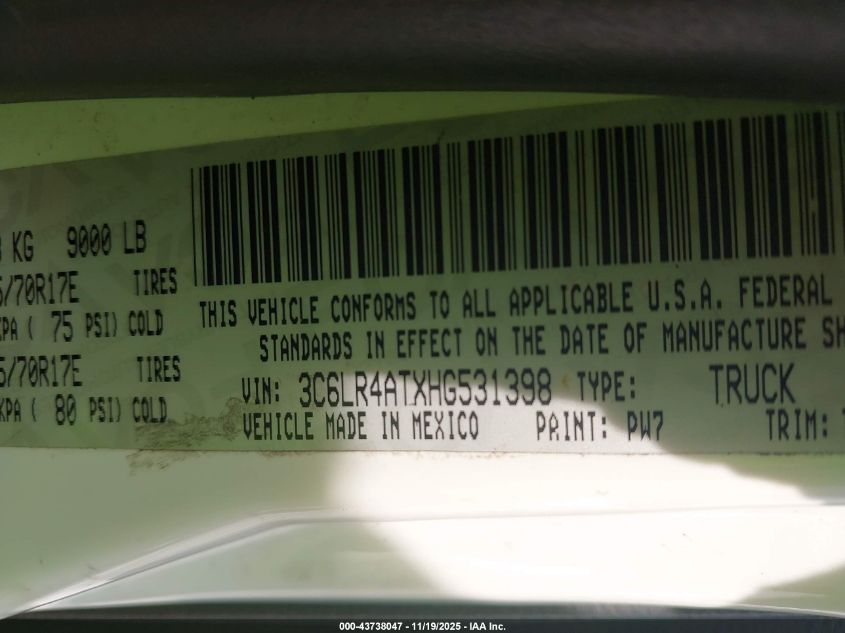 KG 9000 LB
/70R17E TIRES
KPA ( 75 PSI) COLD
/70R17E TIRES
KPA ( 80 PSI) COLD
THIS VEHICLE CONFORMS TO ALL APPLICABLE U.S.A. FEDERAL
STANDARDS IN EFFECT ON THE DATE OF MANUFACTURE SH
VIN: 3C6LR4ATXHG531398 TYPE: TRUCK
VEHICLE MADE IN MEXICO PAINT: PW7 TRIM:
000-43738047 - 11/19/2025 - IAA Inc.